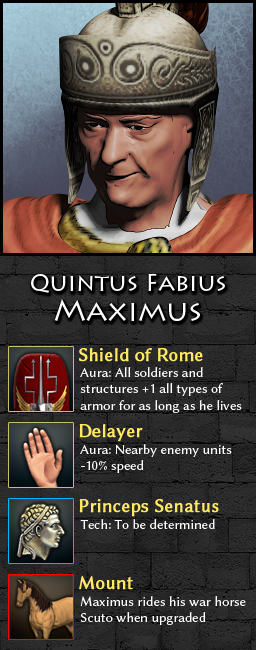 Quintus Fabius
Maximus
Shield of Rome
Aura: All soldiers and
structures +1 all types of
armor for as long as he lives
Delayer
Aura: Nearby enemy units
-10% speed
Princeps Senatus
Tech: To be determined
Mount
Maximus rides his war horse
Scuto when upgraded